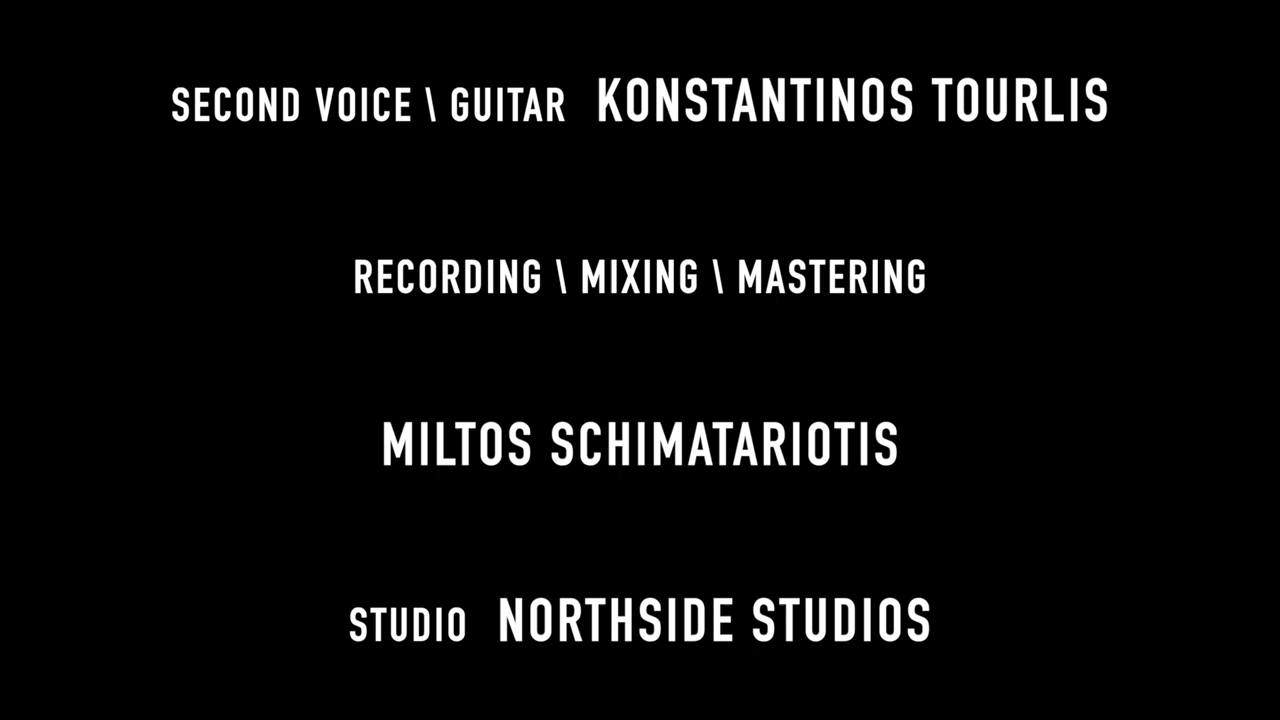 SECOND VOICE \ GUITAR KONSTANTINOS TOURLIS
RECORDING \ MIXING \ MASTERING
MILTOS SCHIMATARIOTIS
STUDIO NORTHSIDE STUDIOS